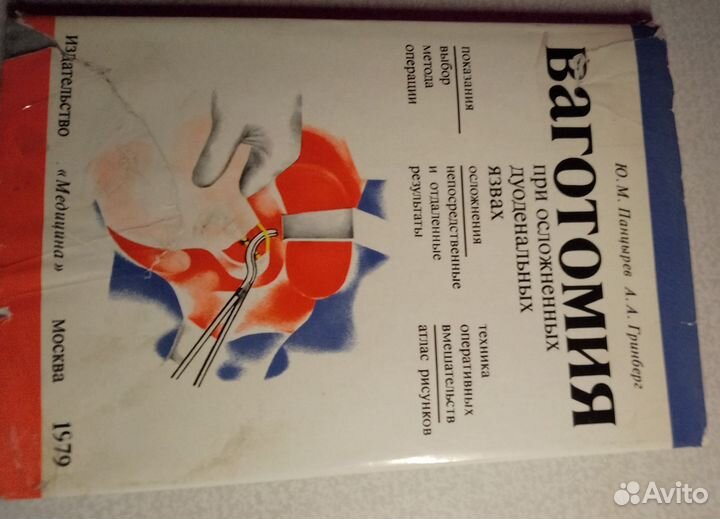 Ю. М. Панцырев А. А. Гринберг
Ваготомия
при осложненных
дуоденальных
язвах
показания
выбор
метода
операции
осложнения
непосредственные
и отдаленные
результаты
техника
оперативных
вмешательств
атлас рисунков
ИЗДАТЕЛЬСТВО «Медицина» МОСКВА 1979
Avito